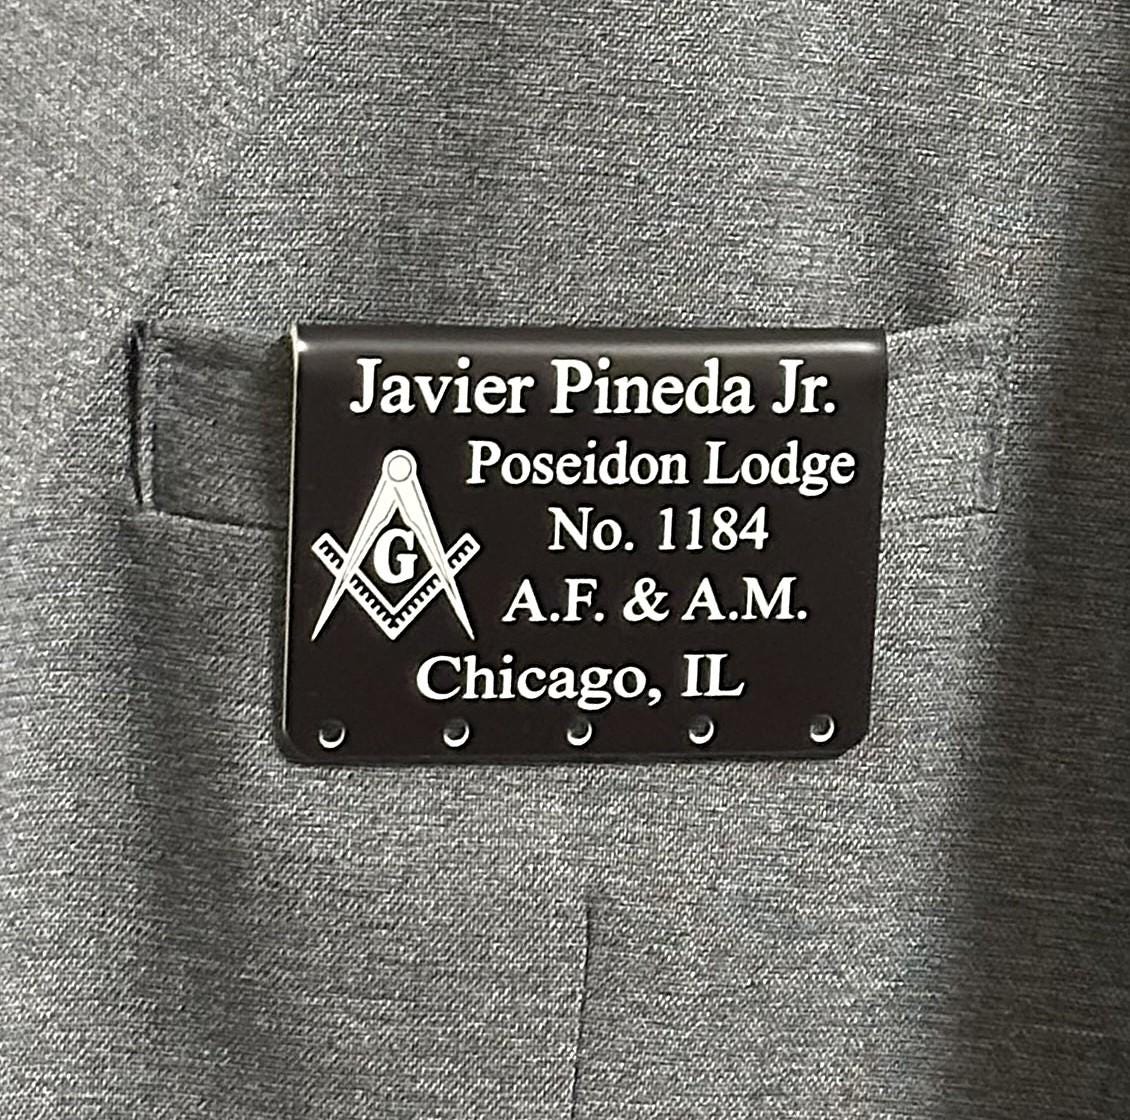 Javier Pineda Jr.
Poseidon Lodge
No. 1184
G
A.F. & A.M.
Chicago, IL